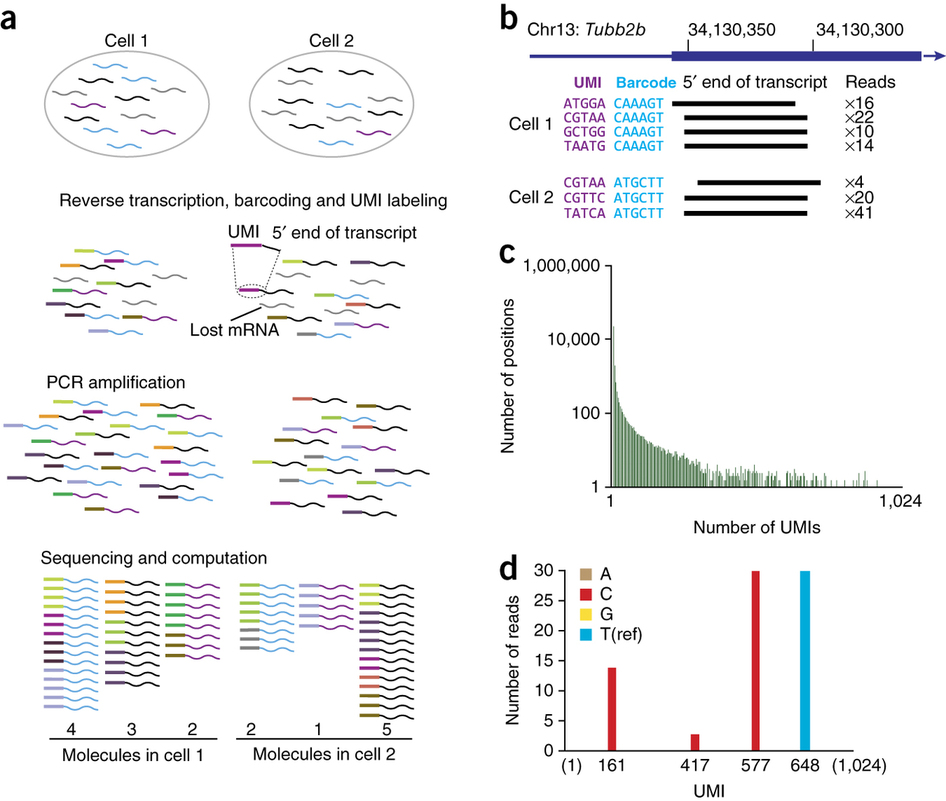 a
Cell 1
Cell 2
Reverse transcription, barcoding and UMI labeling
UMI
5′ end of transcript
Lost mRNA
PCR amplification
Sequencing and computation
4 3 2 2 1 5
Molecules in cell 1
Molecules in cell 2
b
Chr13: Tubb2b
34,130,350
34,130,300
UMI Barcode 5′ end of transcript Reads
Cell 1
ATGGA CAAAGT ×16
CGTAA CAAAGT ×22
GCTGG CAAAGT ×10
TAATG CAAAGT ×14
Cell 2
CGTAA ATGCTT ×4
CGTTC ATGCTT ×20
TATCA ATGCTT ×41
c
Number of positions
1,000,000
10,000
100
1
1
1,024
Number of UMIs
d
Number of reads
30
25
20
15
10
5
0
A
C
G
T(ref)
(1) 161 417 577 648 (1,024)
UMI